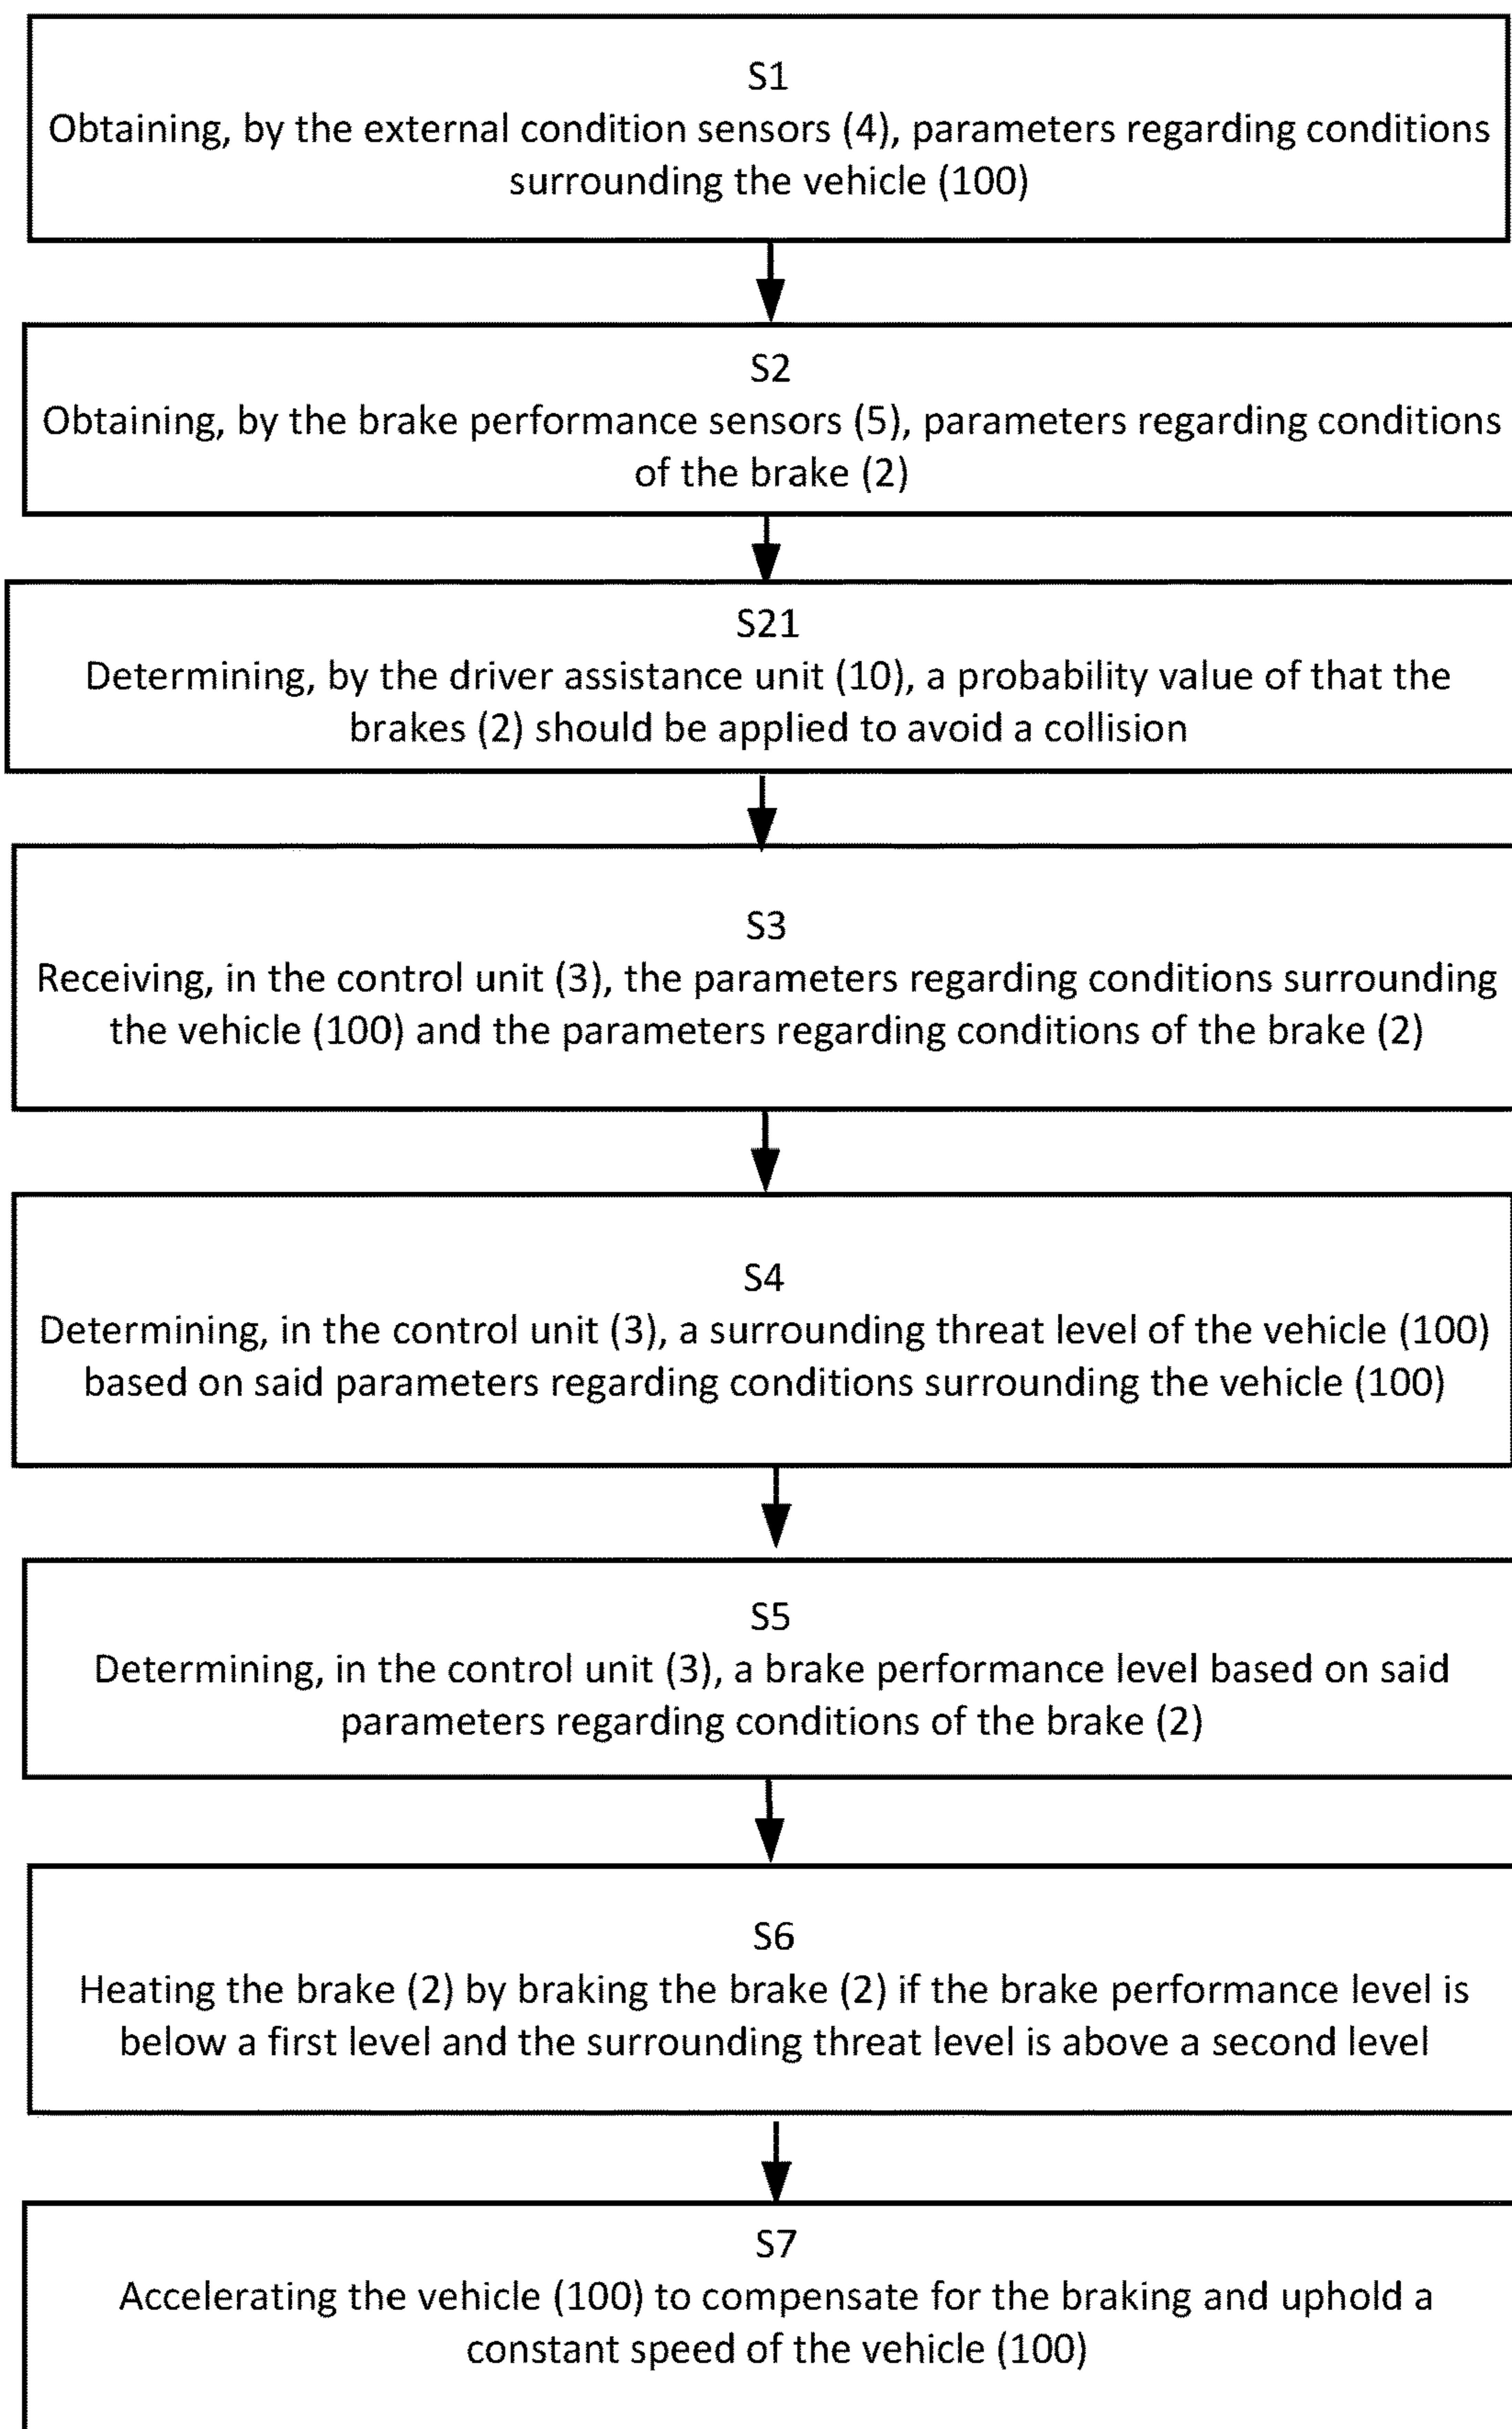 S1
Obtaining, by the external condition sensors (4), parameters regarding conditions
surrounding the vehicle (100)
S2
Obtaining, by the brake performance sensors (5), parameters regarding conditions
of the brake (2)
S21
Determining, by the driver assistance unit (10), a probability value of that the
brakes (2) should be applied to avoid a collision
S3
Receiving, in the control unit (3), the parameters regarding conditions surrounding
the vehicle (100) and the parameters regarding conditions of the brake (2)
S4
Determining, in the control unit (3), a surrounding threat level of the vehicle (100)
based on said parameters regarding conditions surrounding the vehicle (100)
S5
Determining, in the control unit (3), a brake performance level based on said
parameters regarding conditions of the brake (2)
S6
Heating the brake (2) by braking the brake (2) if the brake performance level is
below a first level and the surrounding threat level is above a second level
S7
Accelerating the vehicle (100) to compensate for the braking and uphold a
constant speed of the vehicle (100)